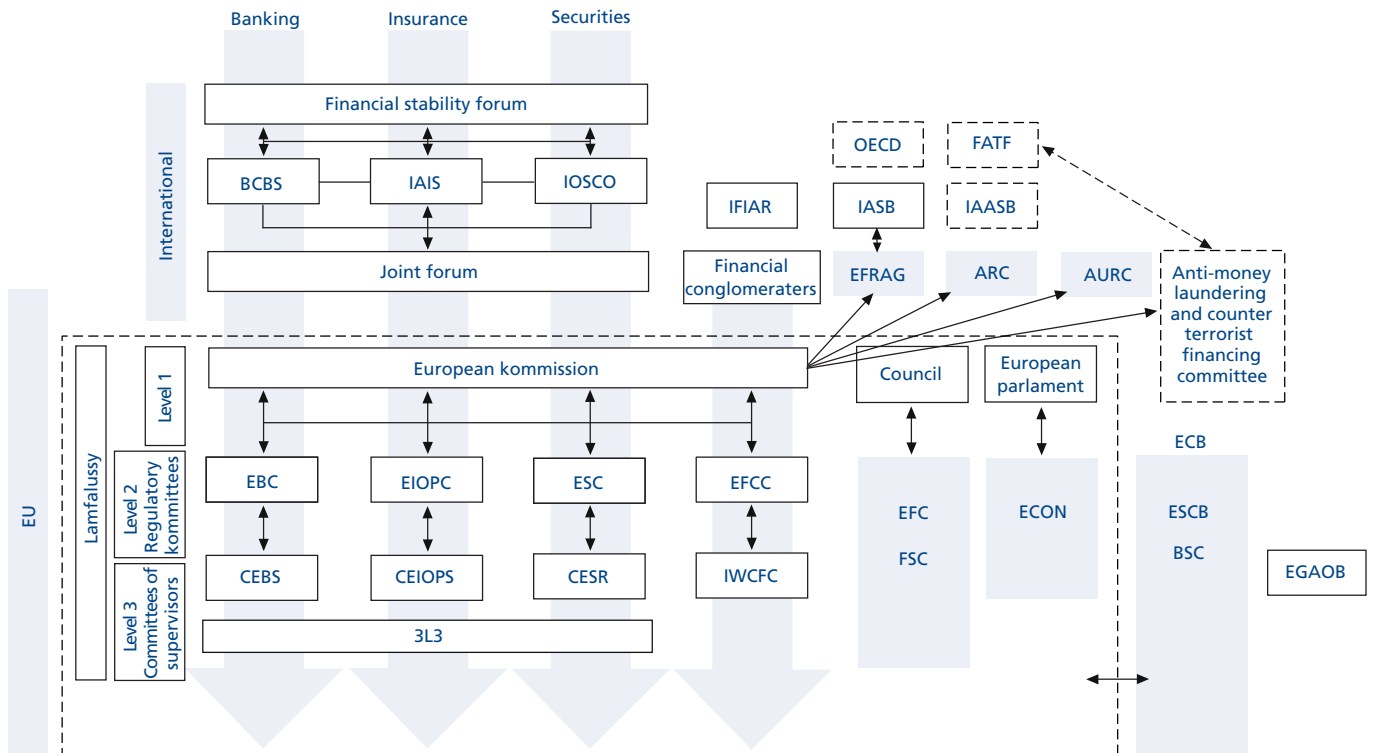 Banking
Insurance
Securities
Financial stability forum
OECD
FATF
BCBS
IAIS
IOSCO
IFIAR
IASB
IAASB
International
Joint forum
Financial
conglomeraters
EFRAG
ARC
AURC
Anti-money
laundering
and counter
terrorist
financing
committee
European kommission
Council
European
parlament
Level 1
ECB
EU
Lamfalussy
Level 2
Regulatory
kommittees
EBC
EIOPC
ESC
EFCC
EFC
FSC
ECON
ESCB
BSC
Level 3
Committees of
supervisors
CEBS
CEIOPS
CESR
IWCFC
EGAOB
3L3